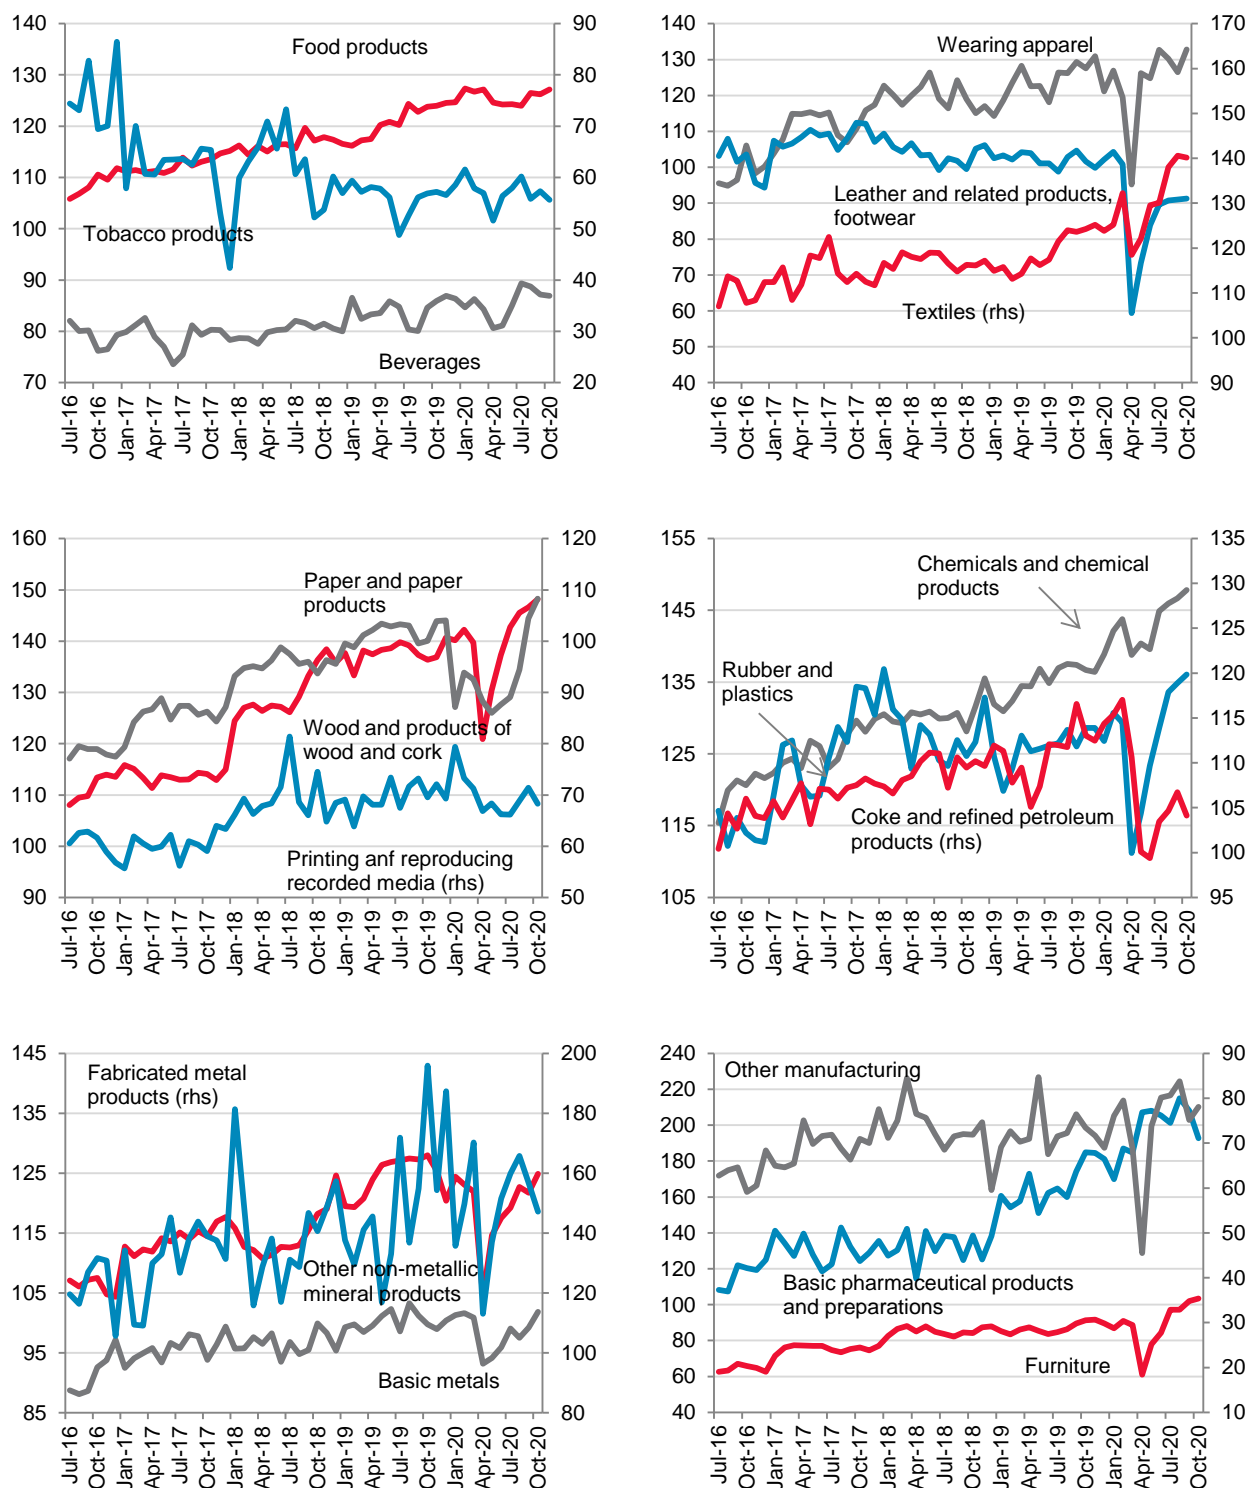 140
130
120
110
100
90
80
70
90
80
70
60
50
40
30
20
Food products
Tobacco products
Beverages
Jul-16
Oct-16
Jan-17
Apr-17
Jul-17
Oct-17
Jan-18
Apr-18
Jul-18
Oct-18
Jan-19
Apr-19
Jul-19
Oct-19
Jan-20
Apr-20
Jul-20
Oct-20
140
130
120
110
100
90
80
70
60
50
40
170
160
150
140
130
120
110
100
90
Wearing apparel
Leather and related products,
footwear
Textiles (rhs)
Jul-16
Oct-16
Jan-17
Apr-17
Jul-17
Oct-17
Jan-18
Apr-18
Jul-18
Oct-18
Jan-19
Apr-19
Jul-19
Oct-19
Jan-20
Apr-20
Jul-20
Oct-20
160
150
140
130
120
110
100
90
120
110
100
90
80
70
60
50
Paper and paper
products
Wood and products of
wood and cork
Printing anf reproducing
recorded media (rhs)
Jul-16
Oct-16
Jan-17
Apr-17
Jul-17
Oct-17
Jan-18
Apr-18
Jul-18
Oct-18
Jan-19
Apr-19
Jul-19
Oct-19
Jan-20
Apr-20
Jul-20
Oct-20
155
145
135
125
115
105
135
130
125
120
115
110
105
100
95
Chemicals and chemical
products
Rubber and
plastics
Coke and refined petroleum
products (rhs)
Jul-16
Oct-16
Jan-17
Apr-17
Jul-17
Oct-17
Jan-18
Apr-18
Jul-18
Oct-18
Jan-19
Apr-19
Jul-19
Oct-19
Jan-20
Apr-20
Jul-20
Oct-20
145
135
125
115
105
95
85
200
180
160
140
120
100
80
Fabricated metal
products (rhs)
Other non-metallic
mineral products
Basic metals
Jul-16
Oct-16
Jan-17
Apr-17
Jul-17
Oct-17
Jan-18
Apr-18
Jul-18
Oct-18
Jan-19
Apr-19
Jul-19
Oct-19
Jan-20
Apr-20
Jul-20
Oct-20
240
220
200
180
160
140
120
100
80
60
40
90
80
70
60
50
40
30
20
10
Other manufacturing
Basic pharmaceutical products
and preparations
Furniture
Jul-16
Oct-16
Jan-17
Apr-17
Jul-17
Oct-17
Jan-18
Apr-18
Jul-18
Oct-18
Jan-19
Apr-19
Jul-19
Oct-19
Jan-20
Apr-20
Jul-20
Oct-20